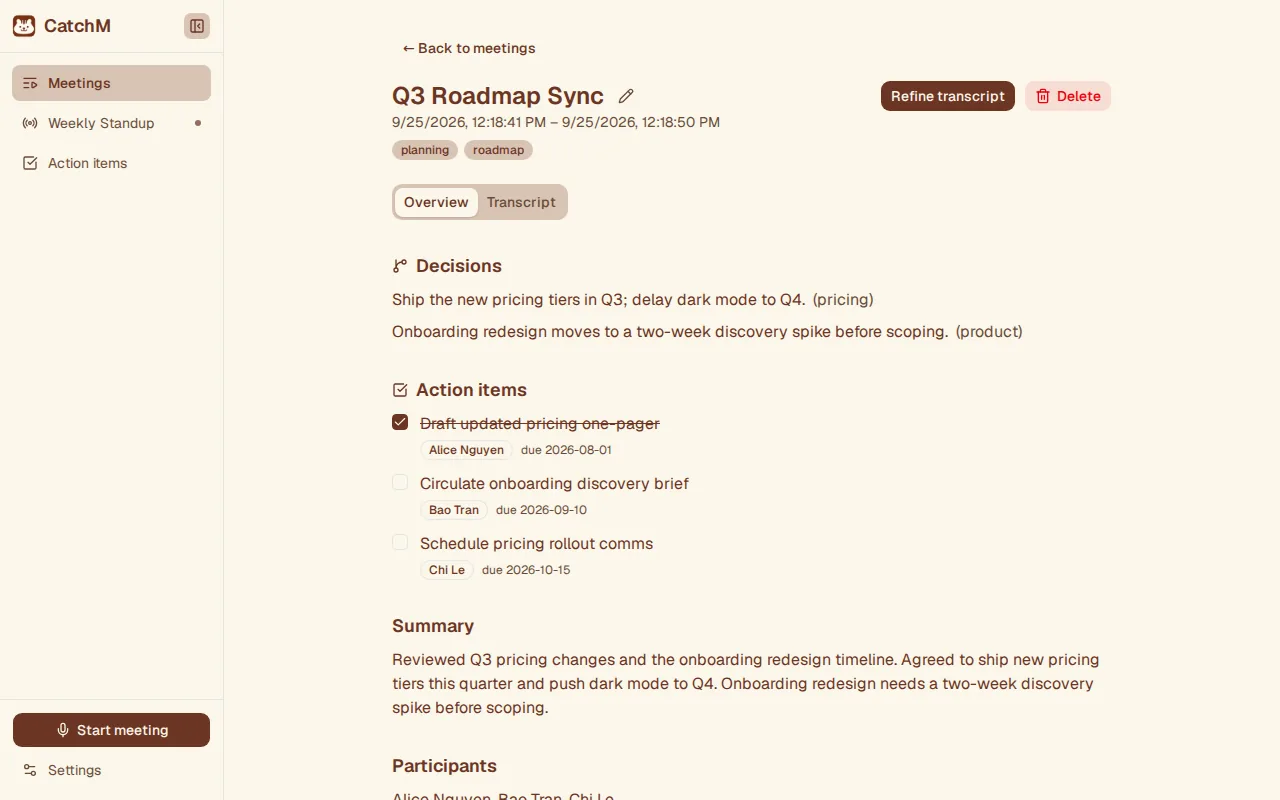 CatchM
Meetings
Weekly Standup
Action items
Start meeting
Settings
← Back to meetings
Q3 Roadmap Sync
Refine transcript
Delete
9/25/2026, 12:18:41 PM – 9/25/2026, 12:18:50 PM
planning roadmap
Overview Transcript
Decisions
Ship the new pricing tiers in Q3; delay dark mode to Q4. (pricing)
Onboarding redesign moves to a two-week discovery spike before scoping. (product)
Action items
Draft updated pricing one-pager
Alice Nguyen due 2026-08-01
Circulate onboarding discovery brief
Bao Tran due 2026-09-10
Schedule pricing rollout comms
Chi Le due 2026-10-15
Summary
Reviewed Q3 pricing changes and the onboarding redesign timeline. Agreed to ship new pricing
tiers this quarter and push dark mode to Q4. Onboarding redesign needs a two-week discovery
spike before scoping.
Participants
Alice Nguyen, Bao Tran, Chi Le